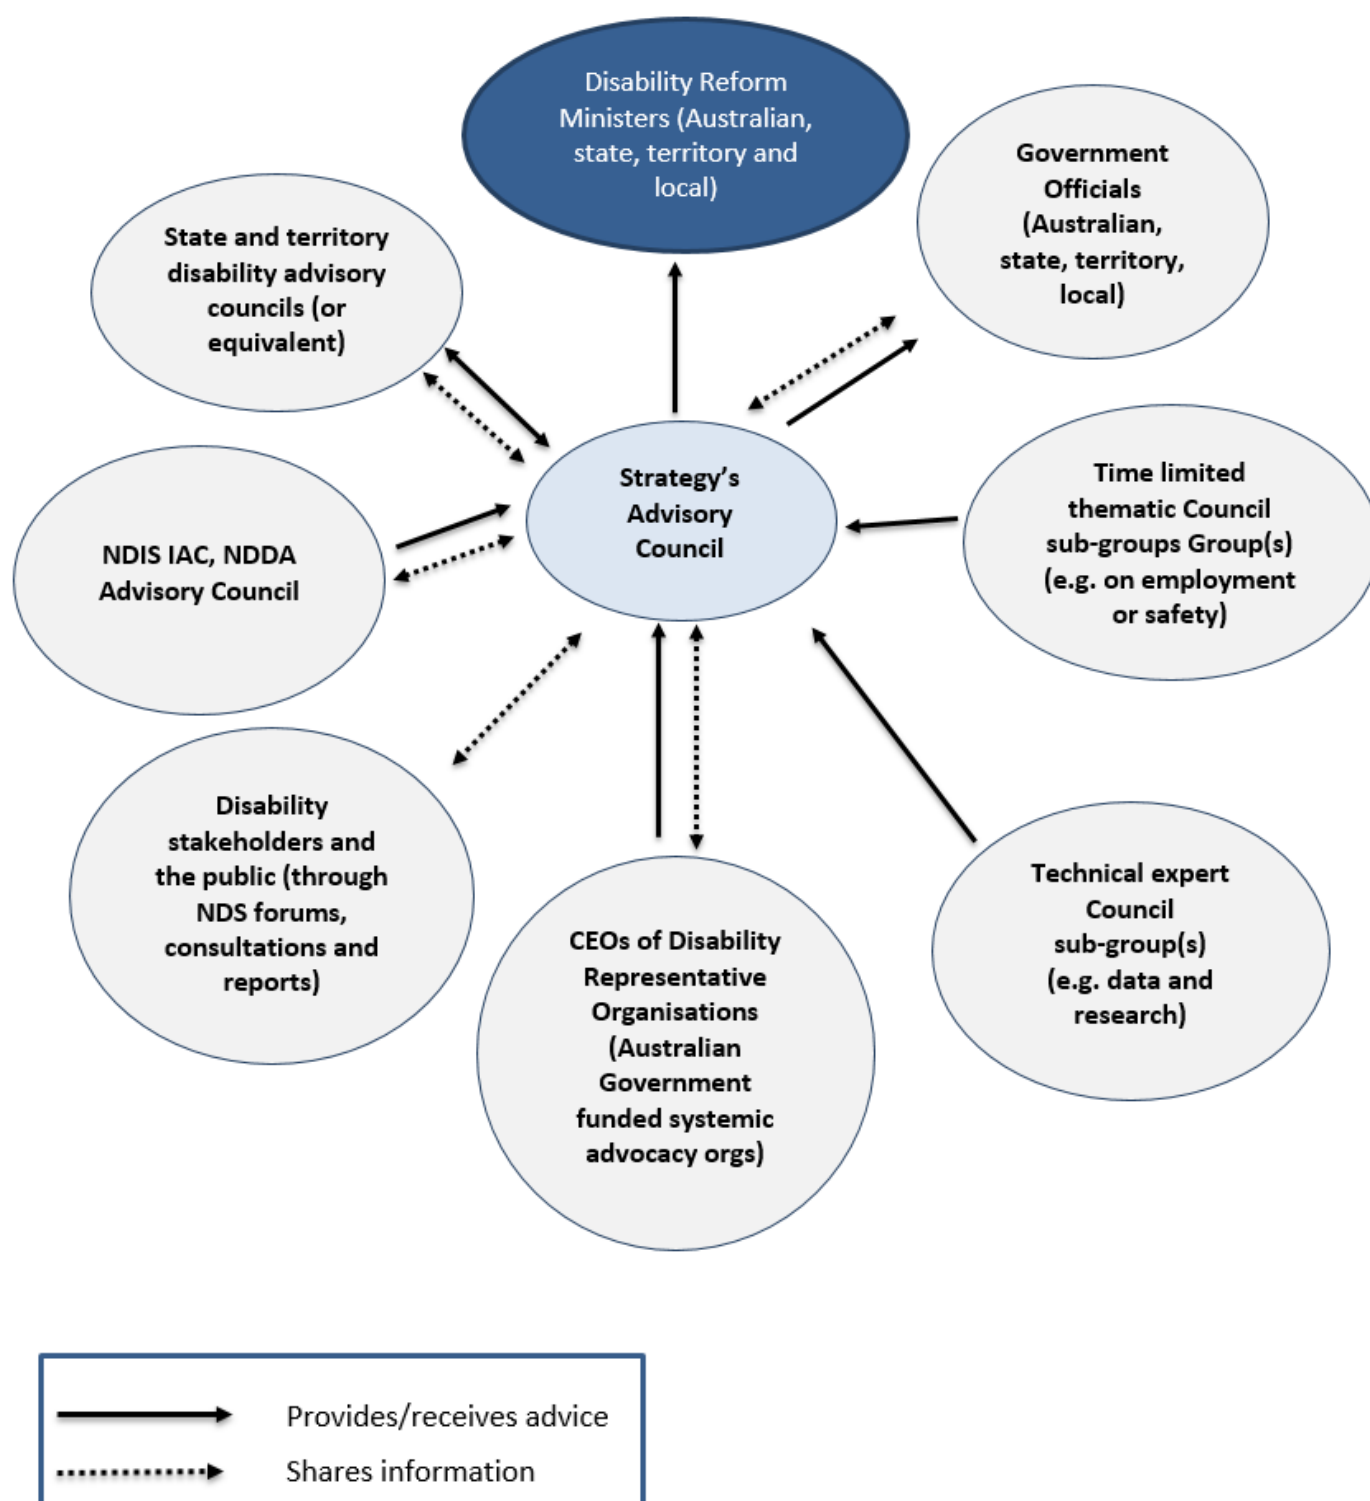 Disability Reform
Ministers (Australian,
state, territory and
local)
Government
Officials
(Australian,
state, territory,
local)
State and territory
disability advisory
councils (or
equivalent)
Strategy’s
Advisory
Council
Time limited
thematic Council
sub-groups Group(s)
(e.g. on employment
or safety)
NDIS IAC, NDDA
Advisory Council
Disability
stakeholders and
the public (through
NDS forums,
consultations and
reports)
CEOs of Disability
Representative
Organisations
(Australian
Government
funded systemic
advocacy orgs)
Technical expert
Council
sub-group(s)
(e.g. data and
research)
Provides/receives advice
Shares information